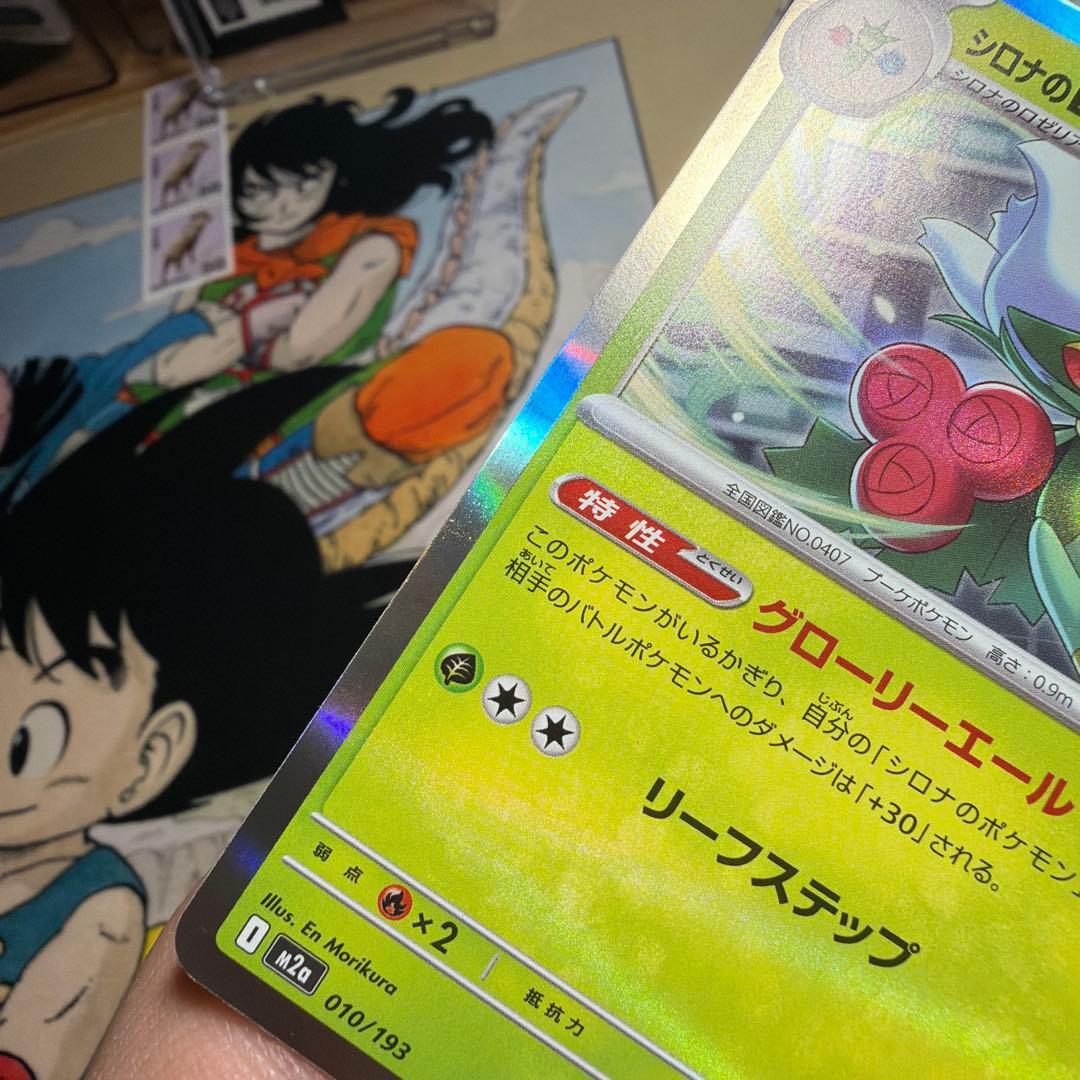 シロナの
シロナのロゼリア
全国図鑑NO.0407 ブーケポケモン 高さ:0.9m
特性
とくせい
グローリーエール
このポケモンがいるかぎり、自分の「シロナのポケモン」
じぶん
相手のバトルポケモンへのダメージは「+30」される。
あいて
リーフステップ
弱点
×2
抵抗力
Illus. En Morikura
M2a
010/193